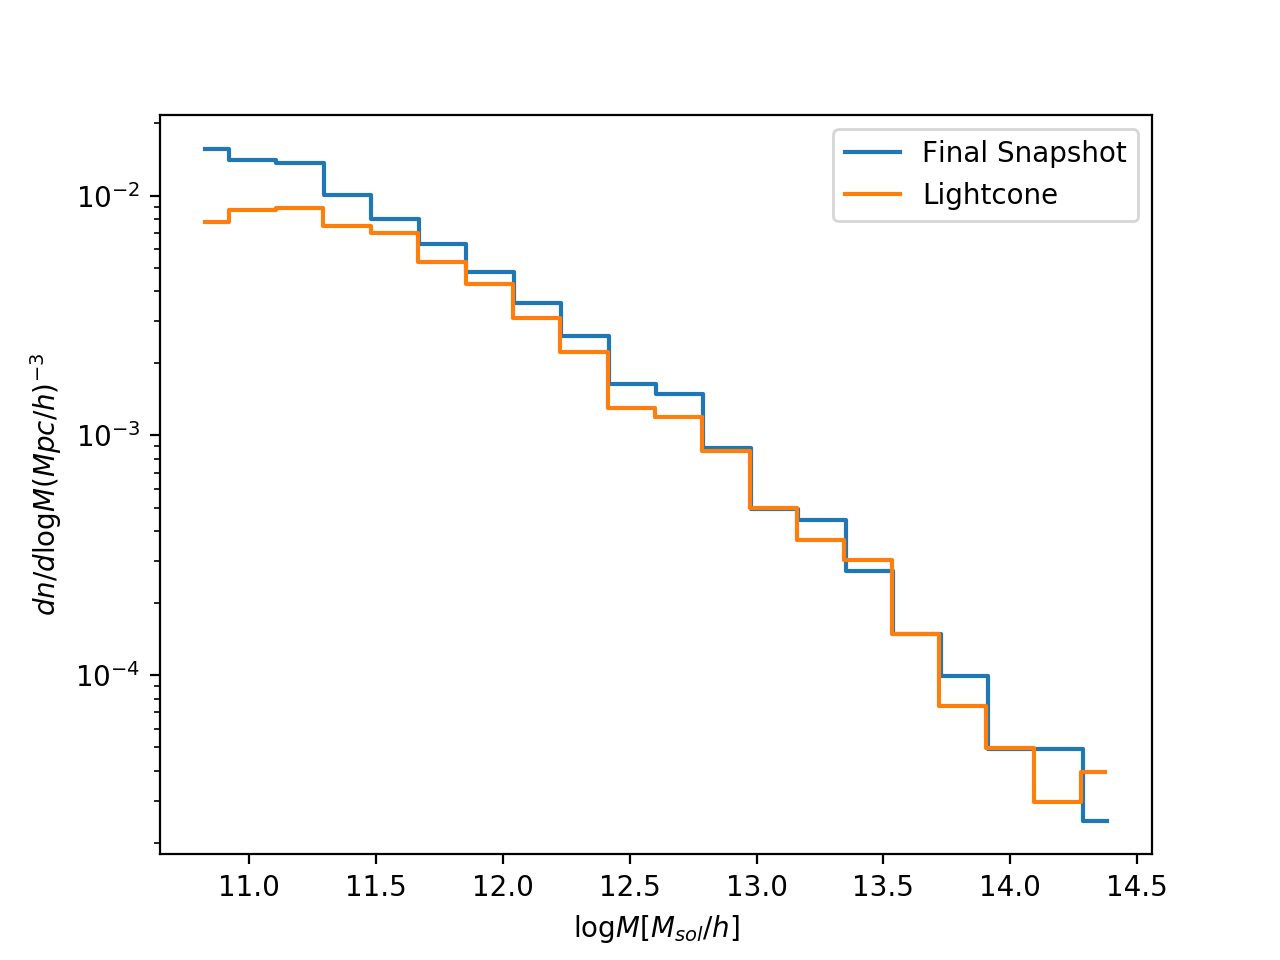 Final Snapshot
Lightcone
10⁻²
10⁻³
10⁻⁴
dn/dlogM(Mpc/h)⁻³
11.0 11.5 12.0 12.5 13.0 13.5 14.0 14.5
logM[M_sol/h]